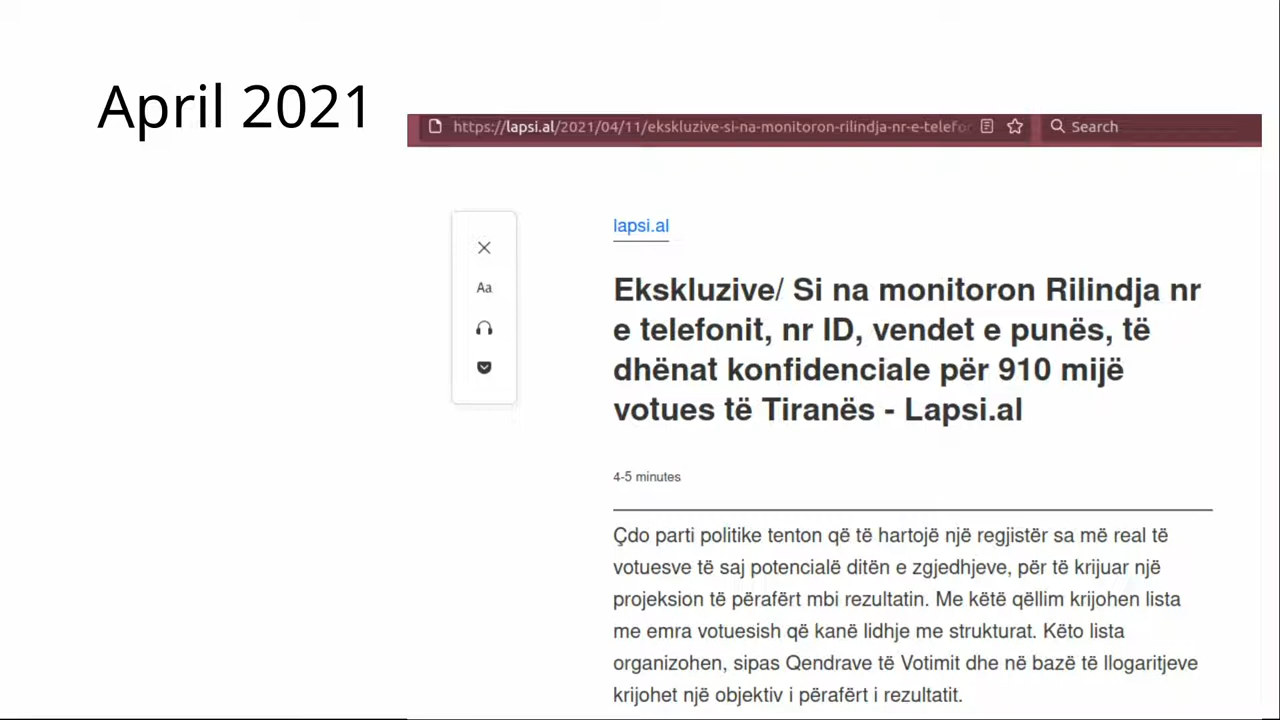 April 2021
https://lapsi.al/2021/04/11/ekskluzive-si-na-monitoron-rilindja-nr-e-telefo
Search
lapsi.al
Aa
Ekskluzive/ Si na monitoron Rilindja nr
e telefonit, nr ID, vendet e punës, të
dhënat konfidenciale për 910 mijë
votues të Tiranës - Lapsi.al
4-5 minutes
Çdo parti politike tenton që të hartojë një regjistër sa më real të
votuesve të saj potencialë ditën e zgjedhjeve, për të krijuar një
projeksion të përafërt mbi rezultatin. Me këtë qëllim krijohen lista
me emra votuesish që kanë lidhje me strukturat. Këto lista
organizohen, sipas Qendrave të Votimit dhe në bazë të llogaritjeve
krijohet një objektiv i përafërt i rezultatit.